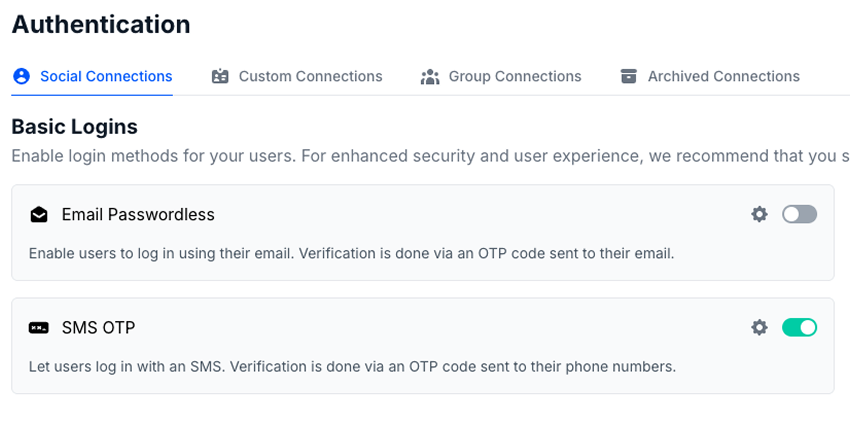 Authentication
Social Connections
Custom Connections
Group Connections
Archived Connections
Basic Logins
Enable login methods for your users. For enhanced security and user experience, we recommend that you s
Email Passwordless
Enable users to log in using their email. Verification is done via an OTP code sent to their email.
SMS OTP
Let users log in with an SMS. Verification is done via an OTP code sent to their phone numbers.